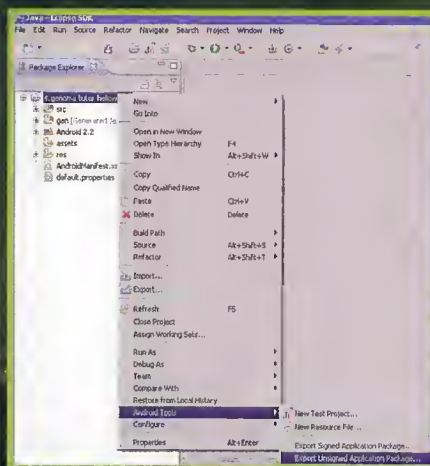 Java - Eclipse SDK
File Edit Run Source Refactor Navigate Search Project Window Help
Package Explorer
src
gen [Generated Ja
Android 2.2
assets
res
AndroidManifest.xm
default.properties
New
Go Into
Open in New Window
Open Type Hierarchy F4
Show In Alt+Shift+W
Copy Ctrl+C
Copy Qualified Name
Paste Ctrl+V
Delete Delete
Build Path
Source Alt+Shift+S
Refactor Alt+Shift+T
Import...
Export...
Refresh F5
Close Project
Assign Working Sets...
Run As
Debug As
Team
Compare With
Restore from Local History
Android Tools
Configure
Properties Alt+Enter
New Test Project...
New Resource File...
Export Signed Application Package...
Export Unsigned Application Package...